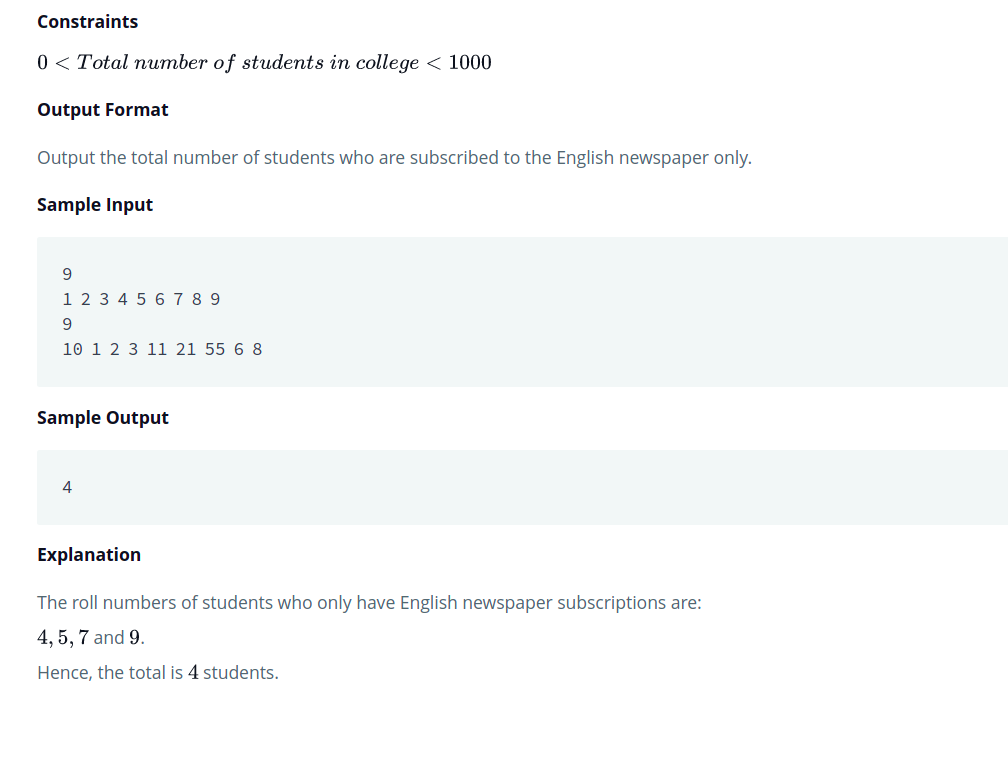 Constraints
0 < Total number of students in college < 1000
Output Format
Output the total number of students who are subscribed to the English newspaper only.
Sample Input
9
1 2 3 4 5 6 7 8 9
9
10 1 2 3 11 21 55 6 8
Sample Output
4
Explanation
The roll numbers of students who only have English newspaper subscriptions are:
4, 5, 7 and 9.
Hence, the total is 4 students.